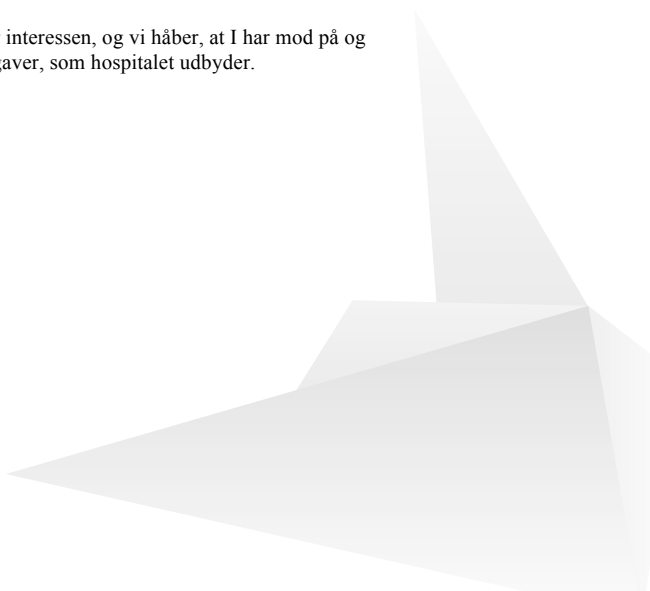 interessen, og vi håber, at I har mod på og
gaver, som hospitalet udbyder.